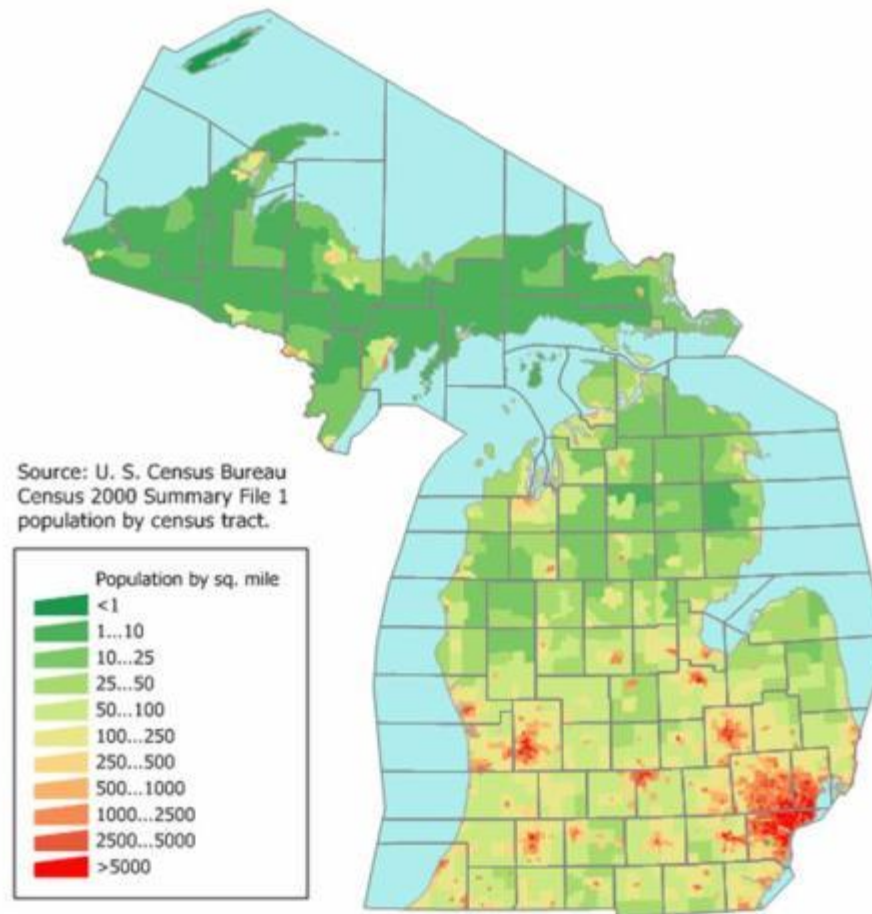 Source: U. S. Census Bureau
Census 2000 Summary File 1
population by census tract.
Population by sq. mile
<1
1...10
10...25
25...50
50...100
100...250
250...500
500...1000
1000...2500
2500...5000
>5000